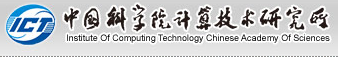 ICT
中国科学院计算技术研究所
Institute Of Computing Technology Chinese Academy Of Sciences